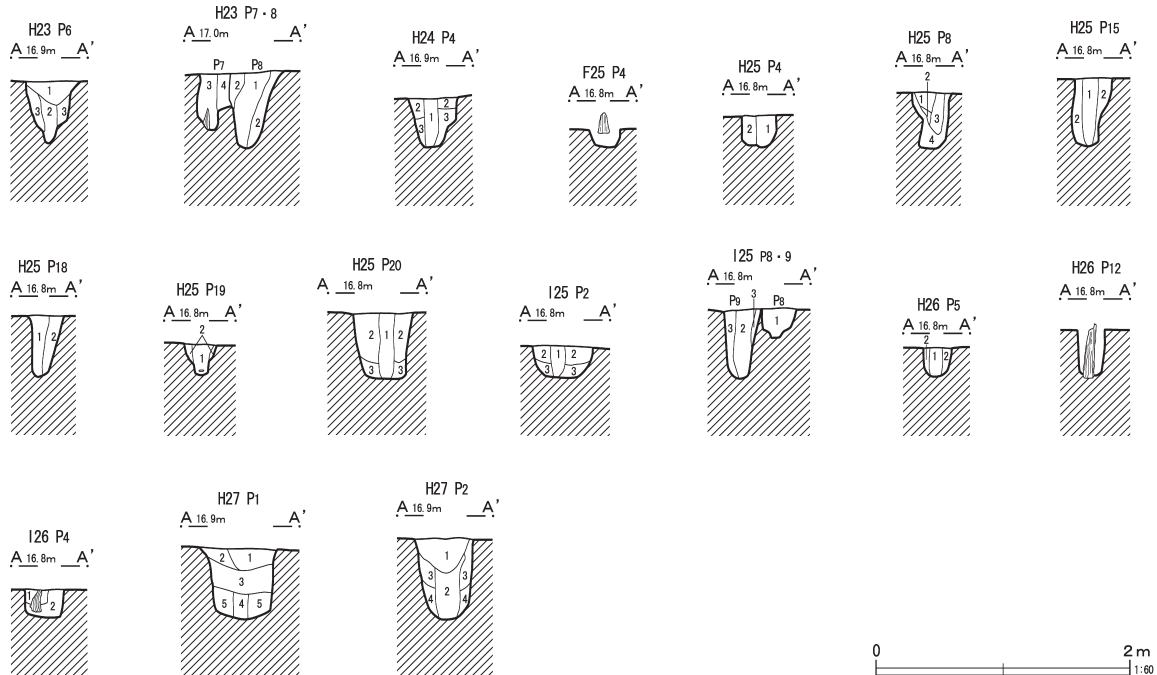 H23 P6
A 16.9m A'
1
3 2 3
H23 P7・8
A 17.0m A'
P7 P8
3 4 2 1
2
H24 P4
A 16.9m A'
2 1 2
3 3
F25 P4
A 16.8m A'
H25 P4
A 16.8m A'
2 1
H25 P8
A 16.8m A'
2
1
3
4
H25 P15
A 16.8m A'
1 2
2
H25 P18
A 16.8m A'
1 2
H25 P19
A 16.8m A'
2
1
H25 P20
A 16.8m A'
2 1 2
3 3
I25 P2
A 16.8m A'
2 1 2
3 3
I25 P8・9
A 16.8m A'
P9 3 P8
3 2 1
H26 P5
A 16.8m A'
2
1 2
H26 P12
A 16.8m A'
I26 P4
A 16.8m A'
1 2
H27 P1
A 16.9m A'
2 1
3
5 4 5
H27 P2
A 16.9m A'
1
3 3
2
4 4
0 2m
1:60